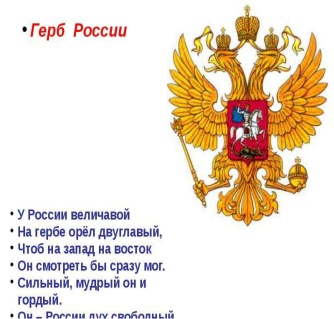 • Герб России
• У России величавой
• На гербе орёл двуглавый,
• Чтоб на запад на восток
• Он смотреть бы сразу мог.
• Сильный, мудрый он и
гордый.
• Он – России дух свободный.